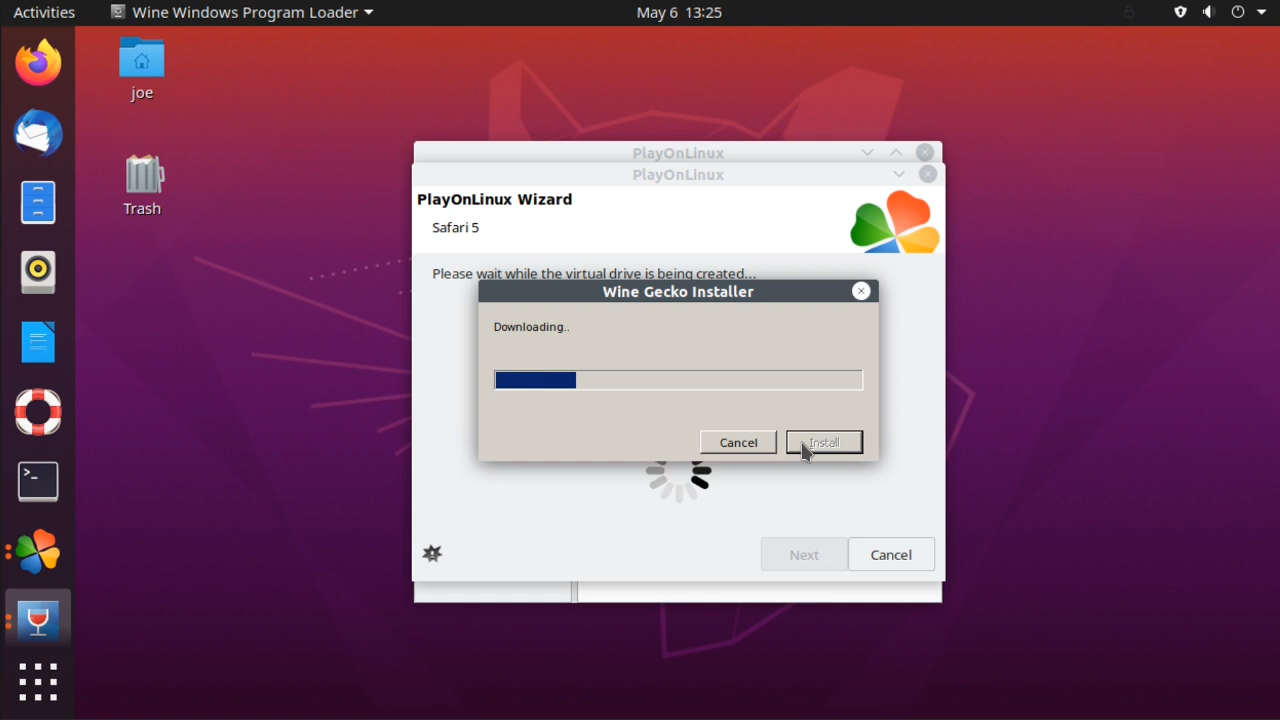 Activities
Wine Windows Program Loader
May 6 13:25
joe
Trash
PlayOnLinux
PlayOnLinux
PlayOnLinux Wizard
Safari 5
Please wait while the virtual drive is being created...
Wine Gecko Installer
Downloading..
Cancel
Install
Next
Cancel